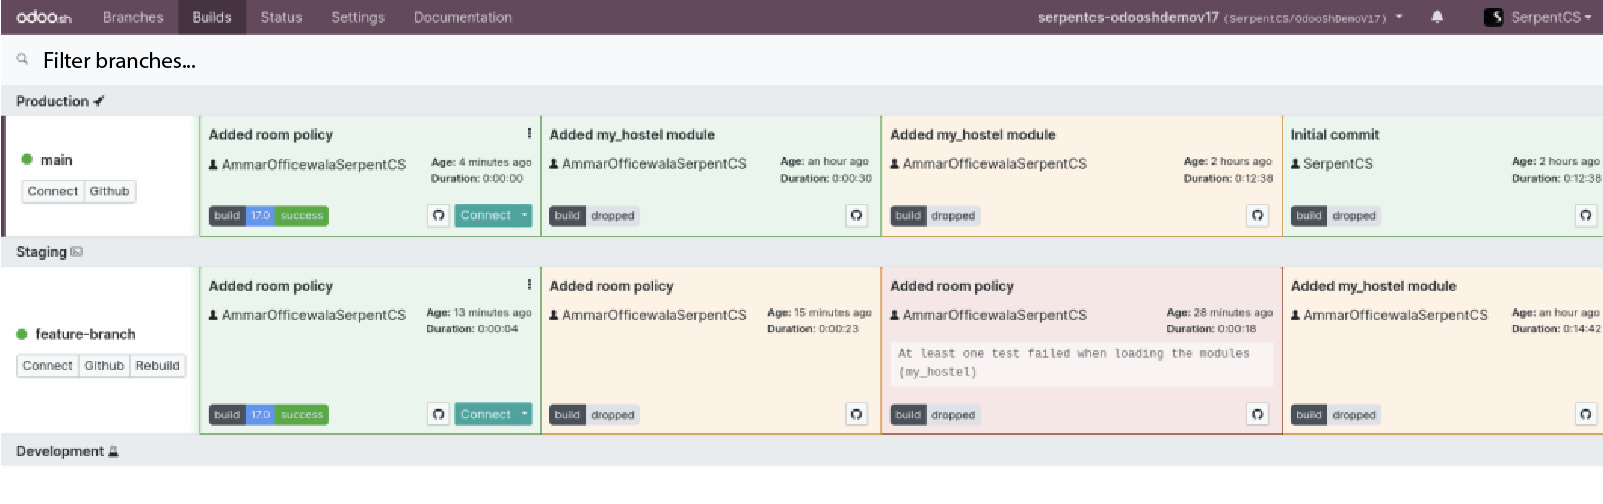 odoo.sh Branches Builds Status Settings Documentation serpentcs-odooshdemov17 (SerpentCS/OdooShDemoV17) SerpentCS
Filter branches...
Production
main
Connect Github
Added room policy
AmmarOfficewalaSerpentCS
Age: 4 minutes ago
Duration: 0:00:00
build 17.0 success
Connect
Added my_hostel module
AmmarOfficewalaSerpentCS
Age: an hour ago
Duration: 0:00:30
build dropped
Added my_hostel module
AmmarOfficewalaSerpentCS
Age: 2 hours ago
Duration: 0:12:38
build dropped
Initial commit
SerpentCS
Age: 2 hours ago
Duration: 0:12:38
build dropped
Staging
feature-branch
Connect Github Rebuild
Added room policy
AmmarOfficewalaSerpentCS
Age: 13 minutes ago
Duration: 0:00:04
build 17.0 success
Connect
Added room policy
AmmarOfficewalaSerpentCS
Age: 15 minutes ago
Duration: 0:00:23
build dropped
Added room policy
AmmarOfficewalaSerpentCS
Age: 28 minutes ago
Duration: 0:00:18
At least one test failed when loading the modules
(my_hostel)
build dropped
Added my_hostel module
AmmarOfficewalaSerpentCS
Age: an hour ago
Duration: 0:14:42
build dropped
Development